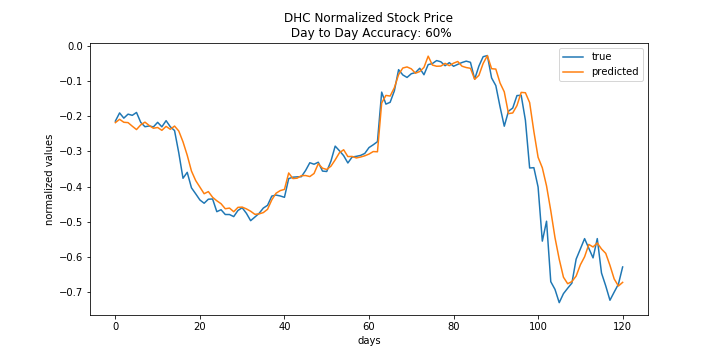 DHC Normalized Stock Price
Day to Day Accuracy: 60%
true
predicted
normalized values
0.0
−0.1
−0.2
−0.3
−0.4
−0.5
−0.6
−0.7
0 20 40 60 80 100 120
days